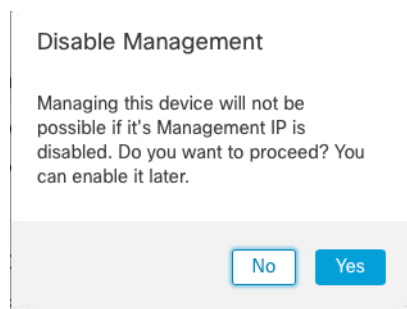 Disable Management
Managing this device will not be
possible if it's Management IP is
disabled. Do you want to proceed? You
can enable it later.
No
Yes